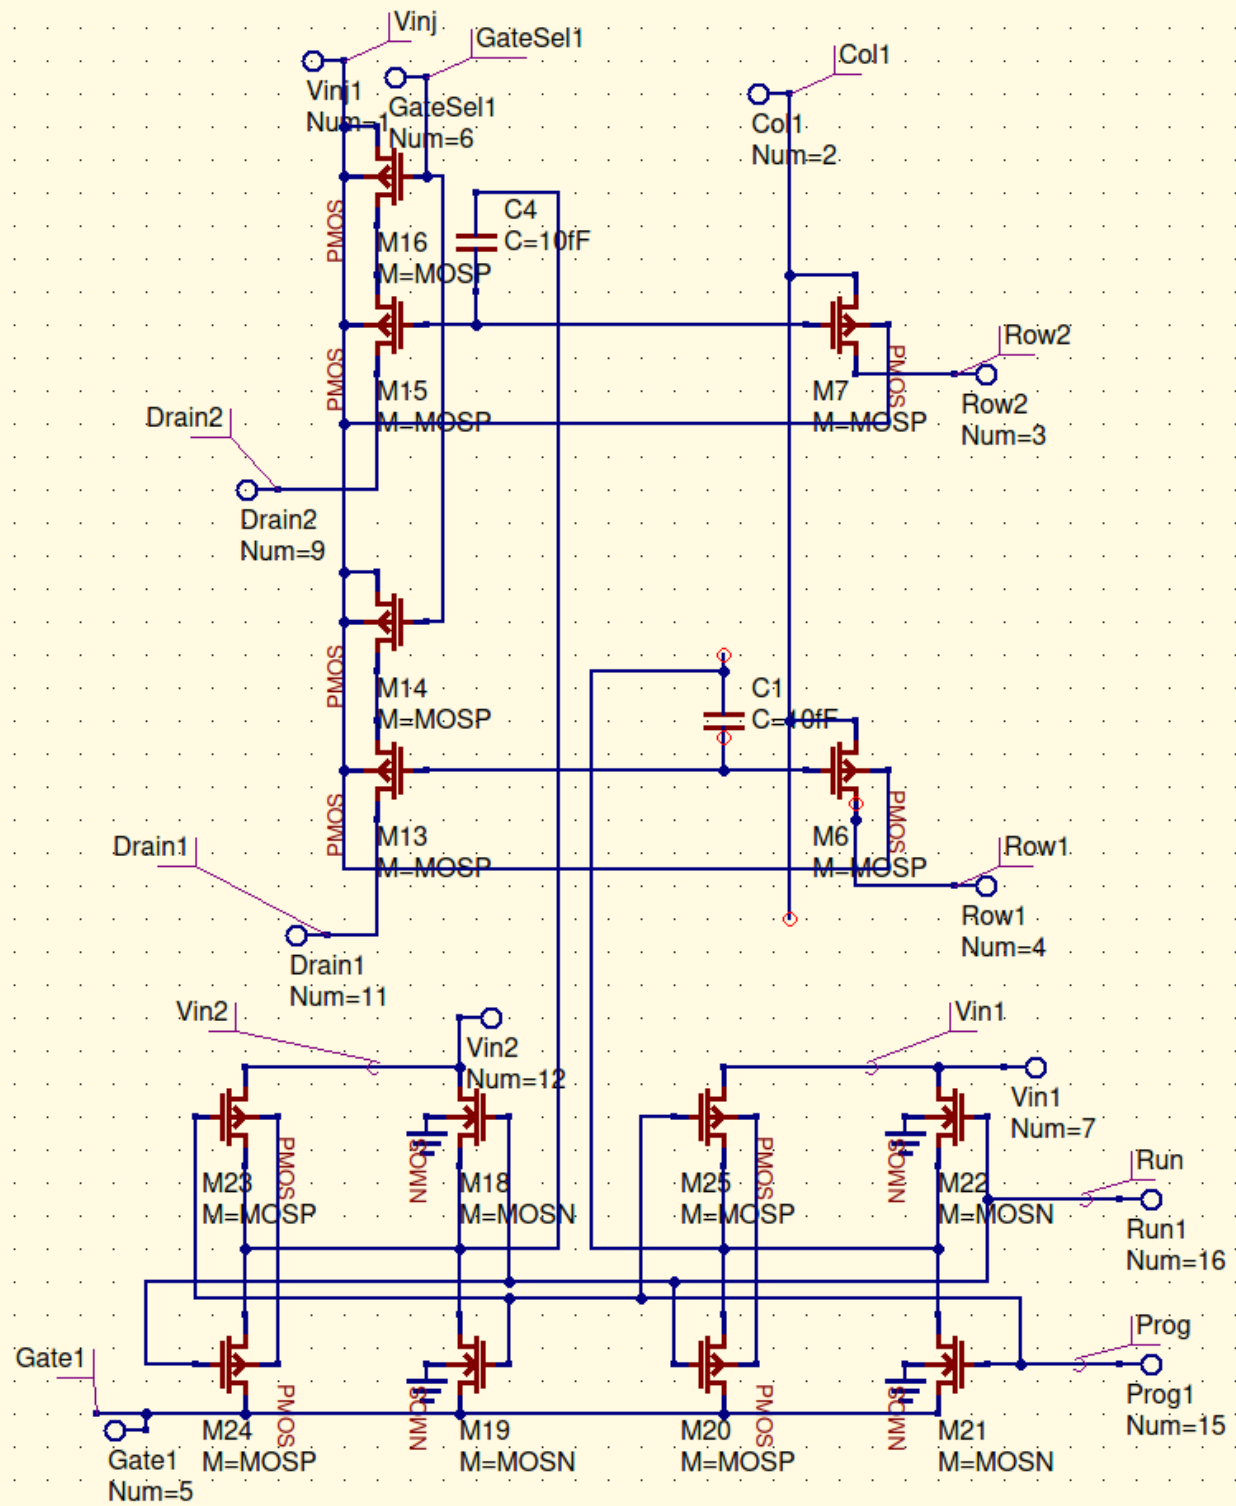 Vinj
GateSel1
Col1
Vinj1
Num=1
GateSel1
Num=6
Col1
Num=2
PMOS
M16
M=MOSP
C4
C=10fF
PMOS
M15
M=MOSP
PMOS
M7
M=MOSP
Row2
Row2
Num=3
Drain2
Drain2
Num=9
PMOS
M14
M=MOSP
C1
C=10fF
PMOS
M13
M=MOSP
PMOS
M6
M=MOSP
Row1
Row1
Num=4
Drain1
Drain1
Num=11
Vin2
Vin2
Num=12
Vin1
Vin1
Num=7
PMOS
M23
M=MOSP
NMOS
M18
M=MOSN
PMOS
M25
M=MOSP
NMOS
M22
M=MOSN
Run
Run1
Num=16
Gate1
Gate1
Num=5
PMOS
M24
M=MOSP
NMOS
M19
M=MOSN
PMOS
M20
M=MOSP
NMOS
M21
M=MOSN
Prog
Prog1
Num=15